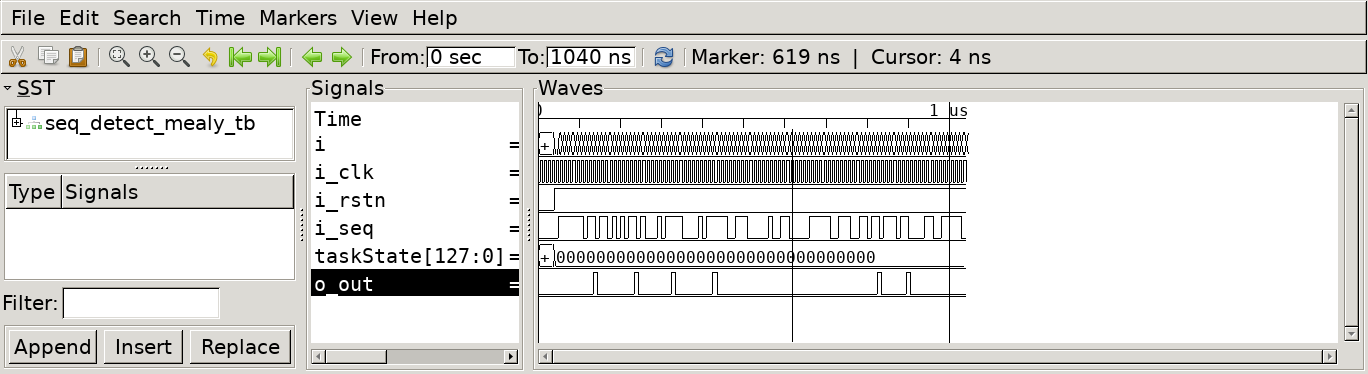 File Edit Search Time Markers View Help
From: 0 sec To: 1040 ns Marker: 619 ns | Cursor: 4 ns
SST
seq_detect_mealy_tb
Type Signals
Filter:
Append Insert Replace
Signals
Time
i =
i_clk =
i_rstn =
i_seq =
taskState[127:0] =
o_out =
Waves
0 1 us
+
+ 00000000000000000000000000000000